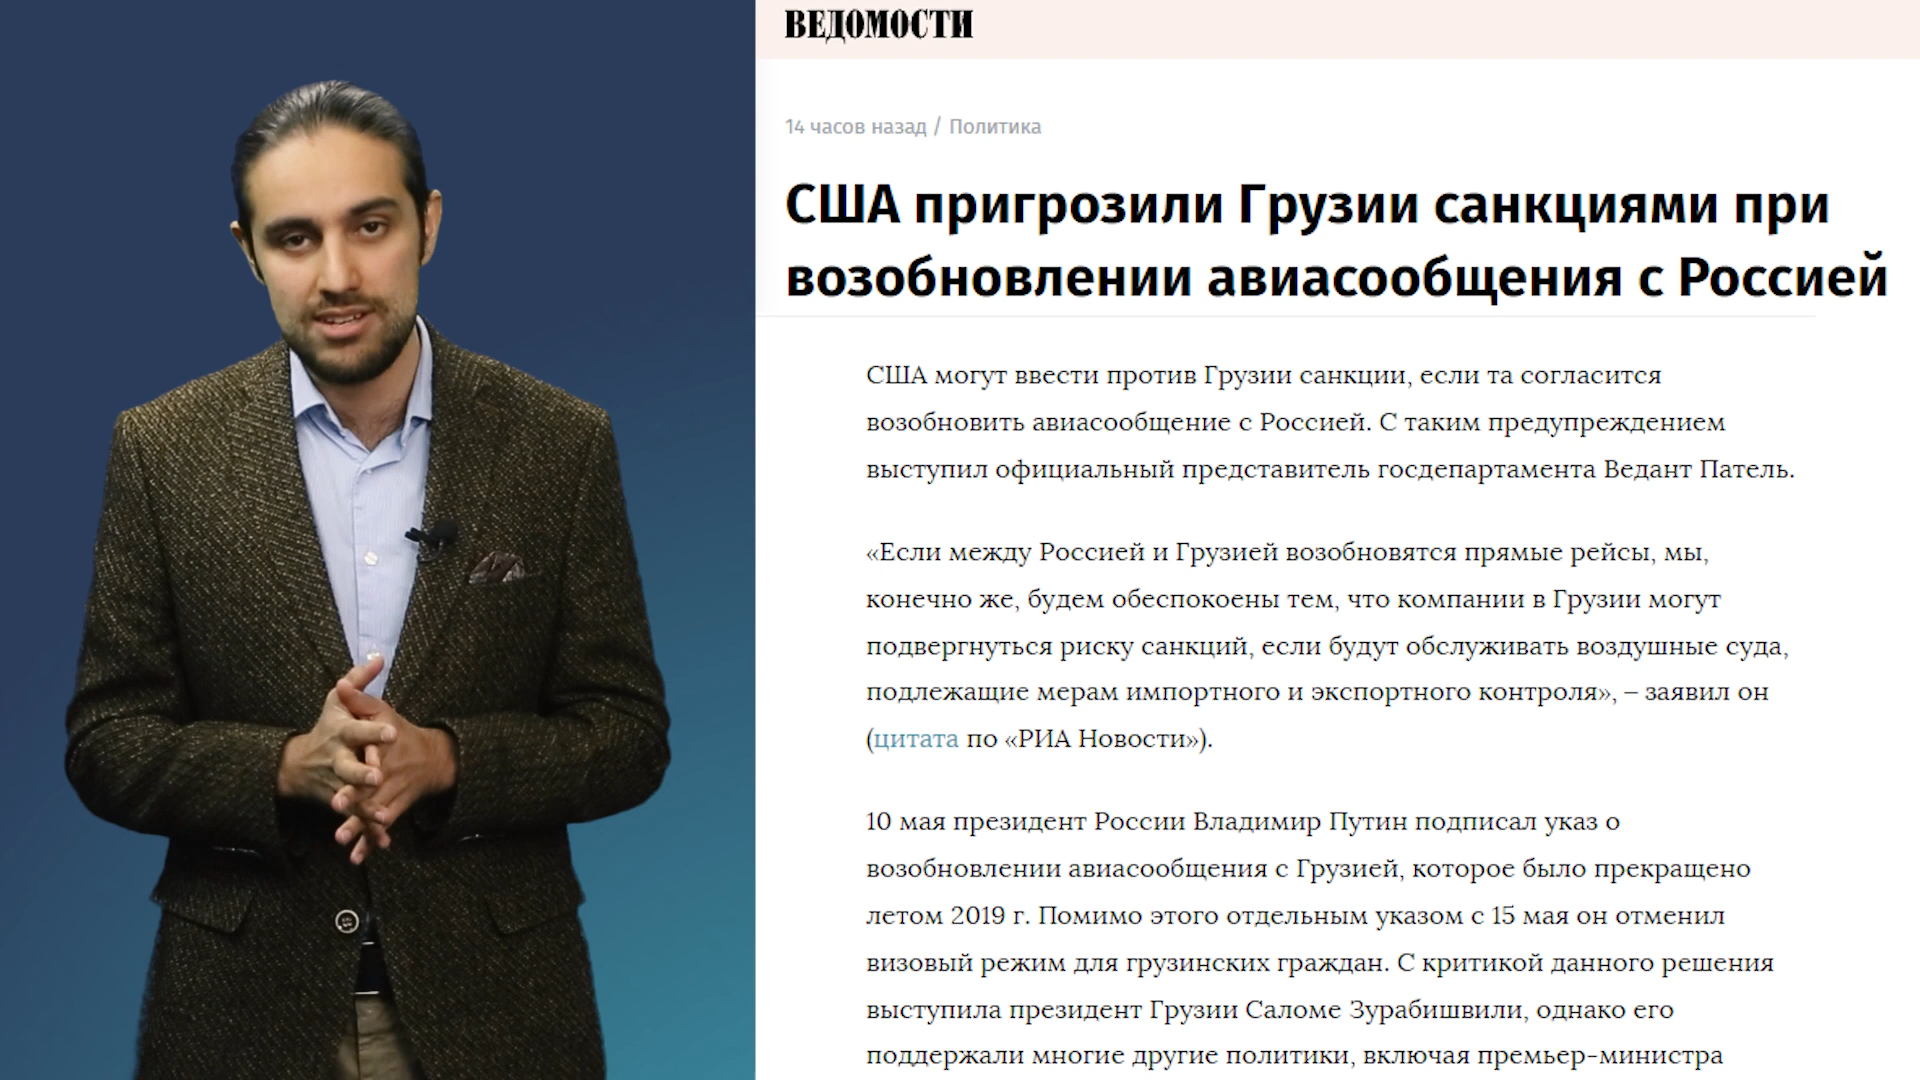 ВЕДОМОСТИ
14 часов назад / Политика
США пригрозили Грузии санкциями при
возобновлении авиасообщения с Россией
США могут ввести против Грузии санкции, если та согласится
возобновить авиасообщение с Россией. С таким предупреждением
выступил официальный представитель госдепартамента Ведант Патель.
«Если между Россией и Грузией возобновятся прямые рейсы, мы,
конечно же, будем обеспокоены тем, что компании в Грузии могут
подвергнуться риску санкций, если будут обслуживать воздушные суда,
подлежащие мерам импортного и экспортного контроля», – заявил он
(цитата по «РИА Новости»).
10 мая президент России Владимир Путин подписал указ о
возобновлении авиасообщения с Грузией, которое было прекращено
летом 2019 г. Помимо этого отдельным указом с 15 мая он отменил
визовый режим для грузинских граждан. С критикой данного решения
выступила президент Грузии Саломе Зурабишвили, однако его
поддержали многие другие политики, включая премьер-министра